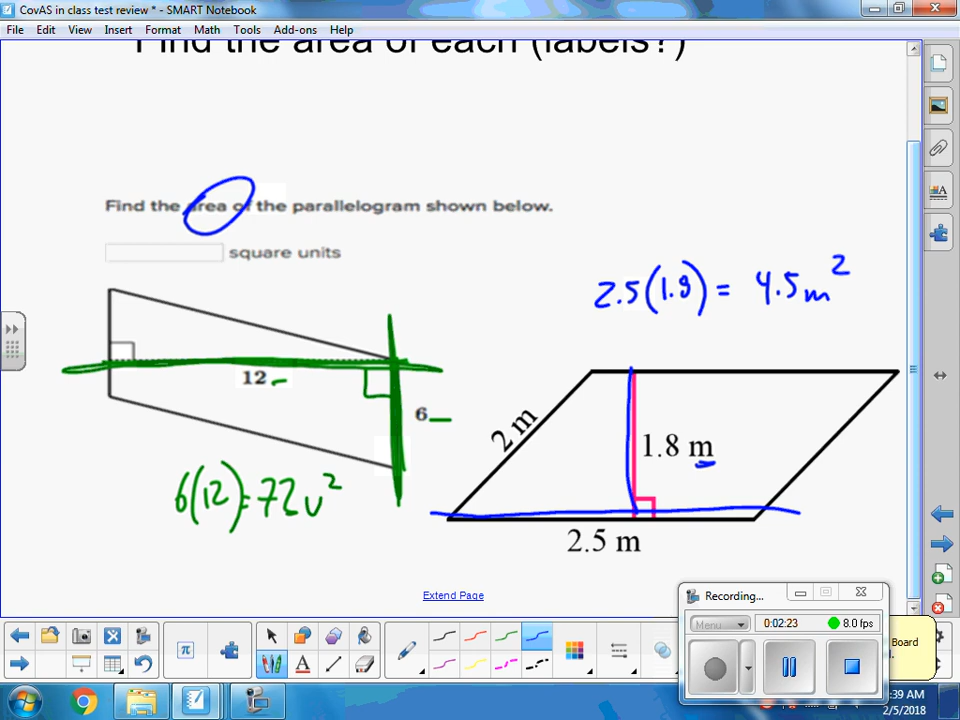 CovAS in class test review * - SMART Notebook
File Edit View Insert Format Math Tools Add-ons Help
Find the area of each (labels?)
Find the area of the parallelogram shown below.
square units
2.5(1.8) = 4.5m²
12
6
2 m
1.8 m
6(12)=72u²
2.5 m
Extend Page
Recording...
Menu
0:02:23
8.0 fps
Board
A
π
:39 AM
2/5/2018